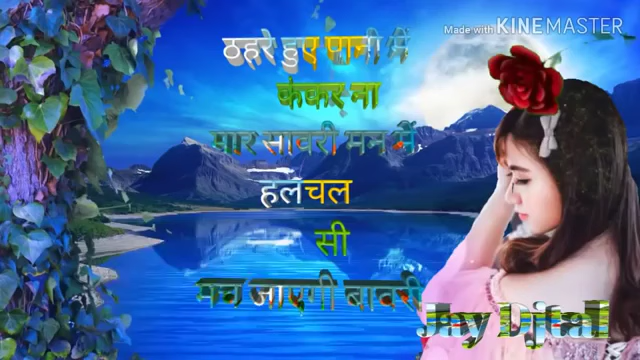 Made with KINEMASTER
ठहरे हुए पानी में
कंकर ना
मार सावरी मन में
हलचल
सी
मच जाएगी बावरी
Jay Djtal